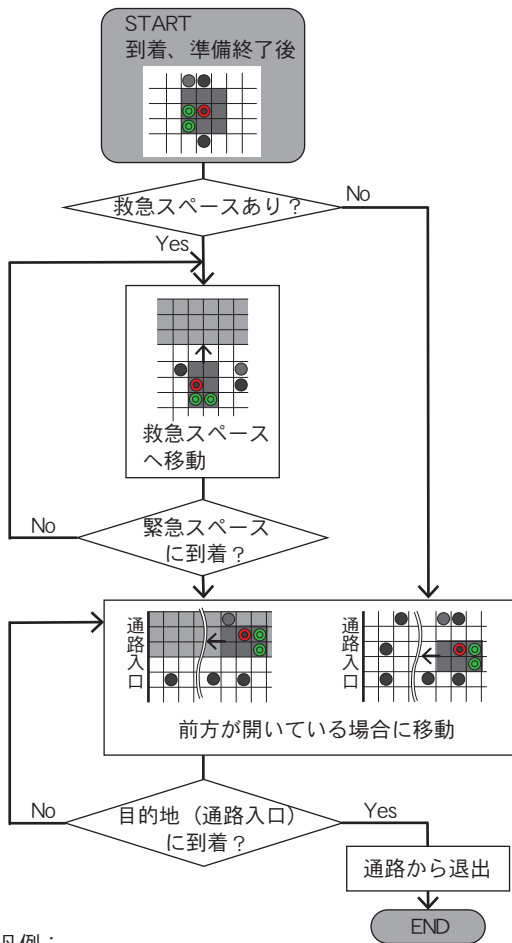 START
到着、準備終了後
救急スペースあり？
No
Yes
救急スペース
へ移動
No
緊急スペース
に到着？
通路入口
通路入口
前方が開いている場合に移動
No
目的地（通路入口）
に到着？
Yes
通路から退出
END
凡例：